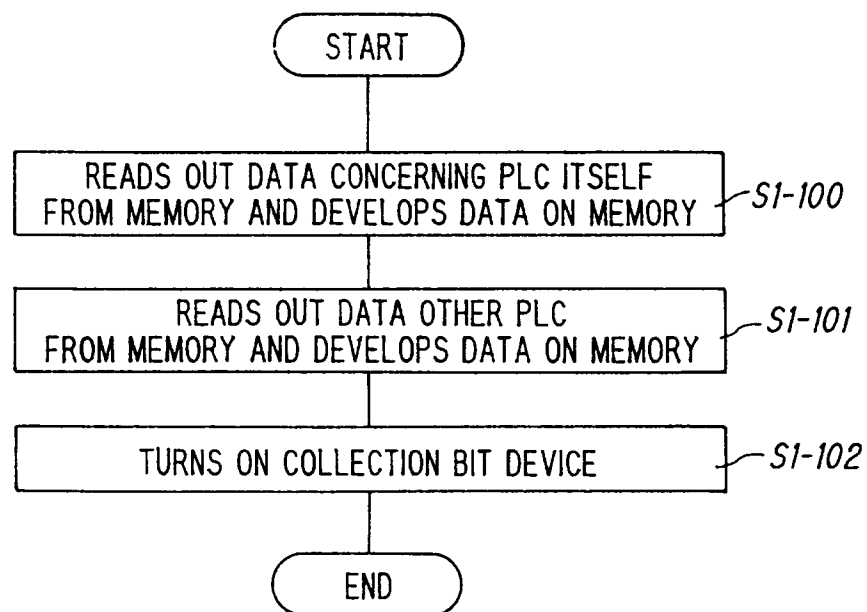 START
READS OUT DATA CONCERNING PLC ITSELF
FROM MEMORY AND DEVELOPS DATA ON MEMORY
S1-100
READS OUT DATA OTHER PLC
FROM MEMORY AND DEVELOPS DATA ON MEMORY
S1-101
TURNS ON COLLECTION BIT DEVICE
S1-102
END